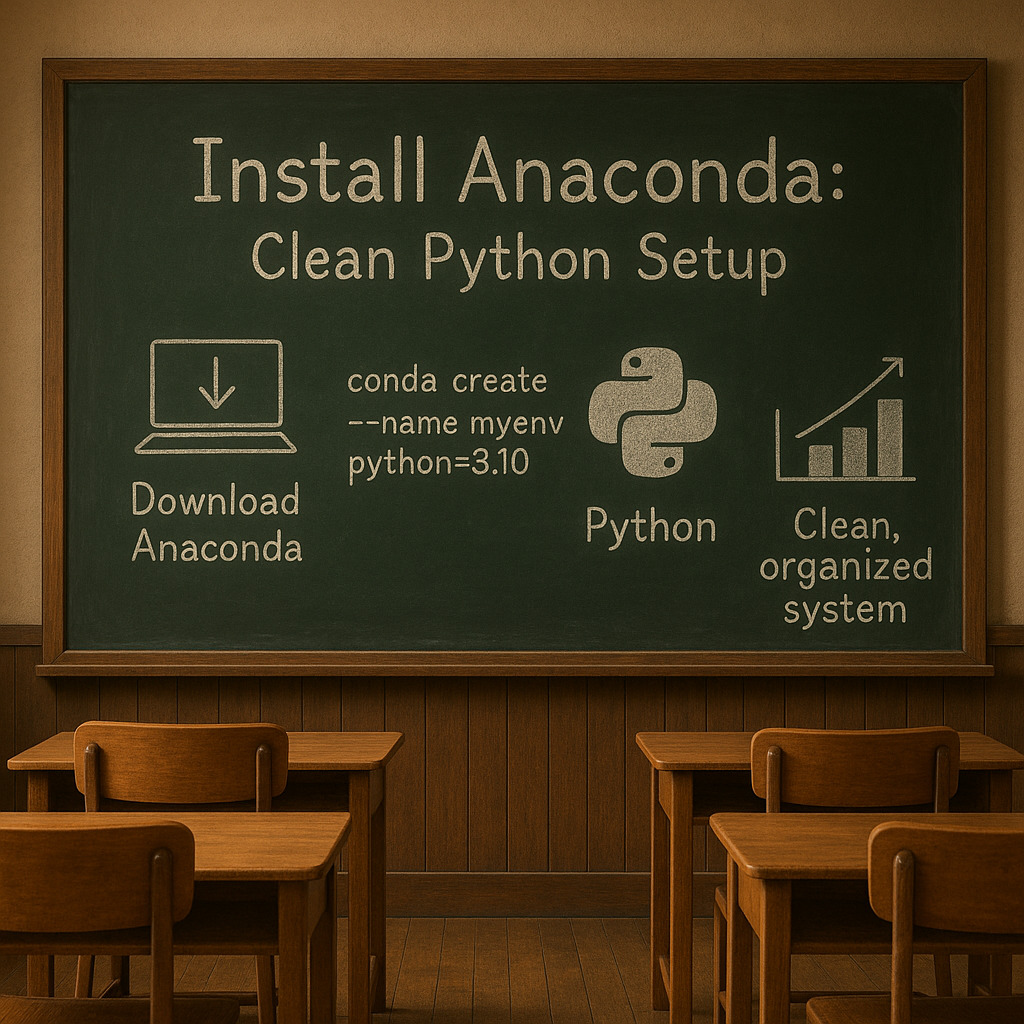 Install Anaconda:
Clean Python Setup
Download
Anaconda
conda create
--name myenv
python=3.10
Python
Clean,
organized
system